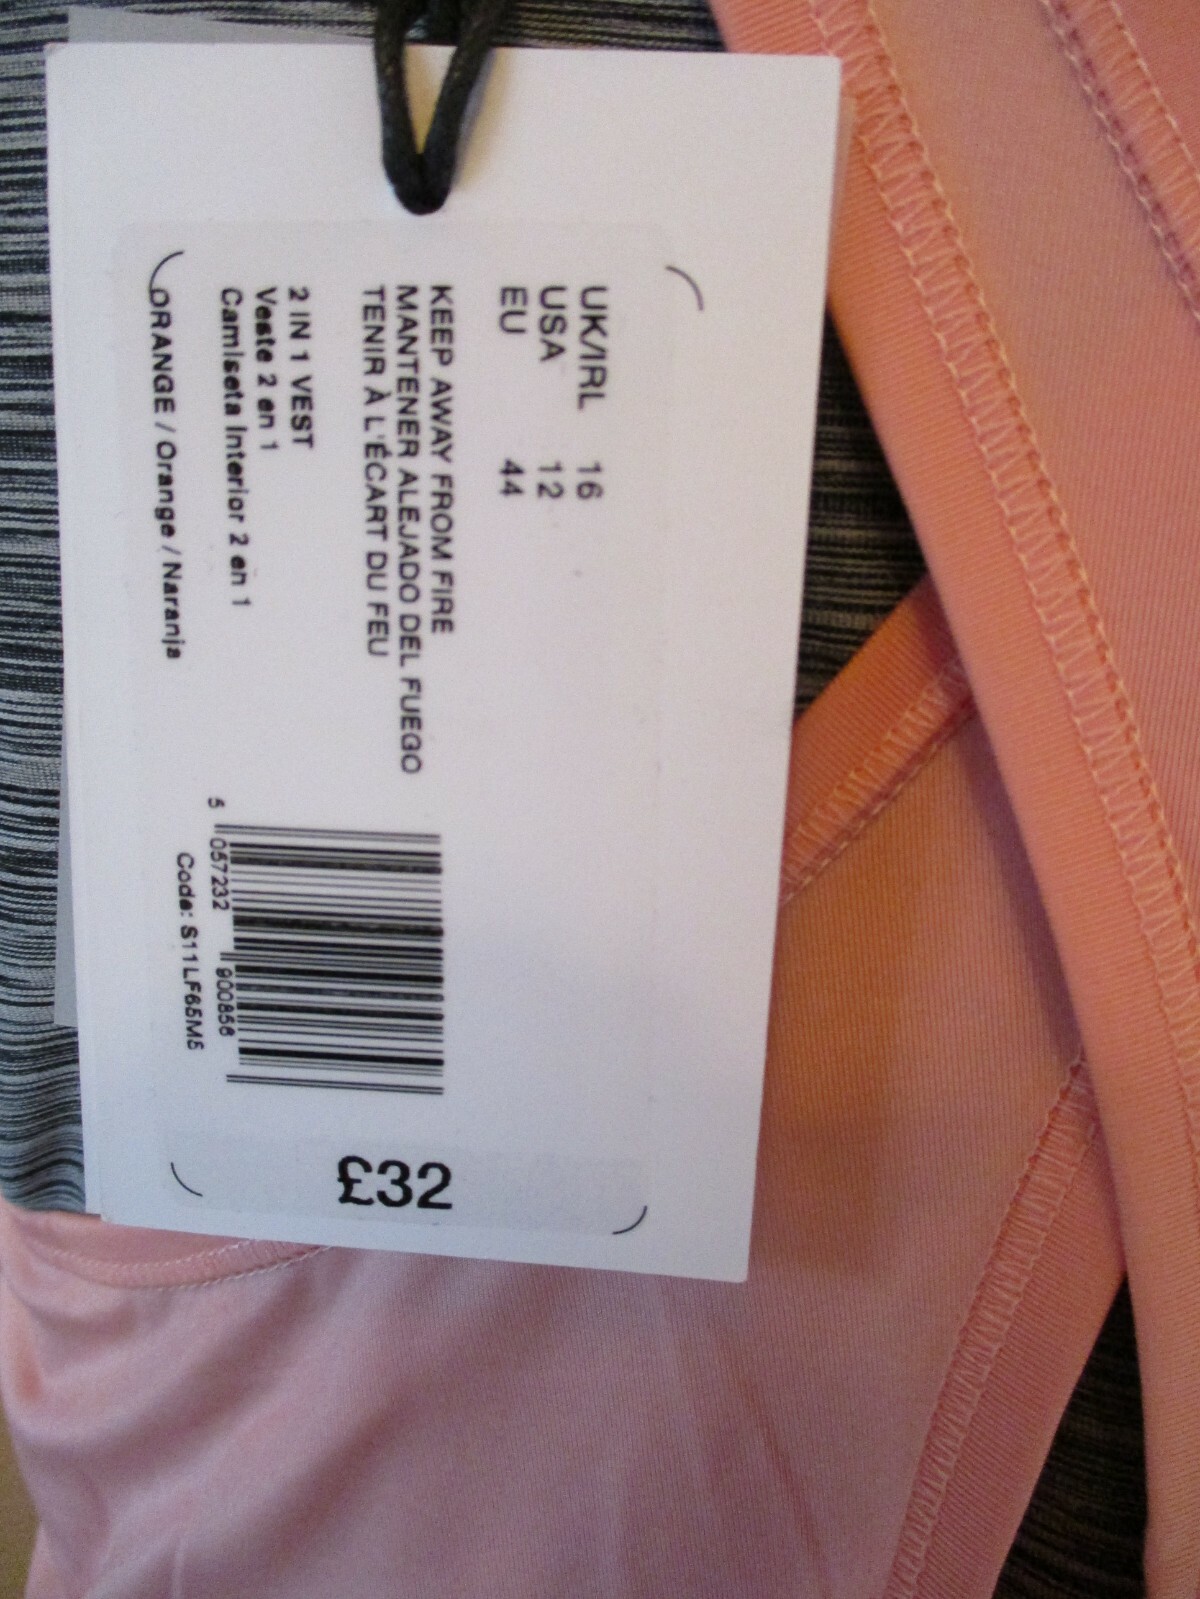 UK/IRL 16
USA 12
EU 44
KEEP AWAY FROM FIRE
MANTENER ALEJADO DEL FUEGO
TENIR À L'ÉCART DU FEU
2 IN 1 VEST
Veste 2 en 1
Camiseta Interior 2 en 1
ORANGE / Orange / Naranja
5 057232 900856
Code: S11LF65M5
£32